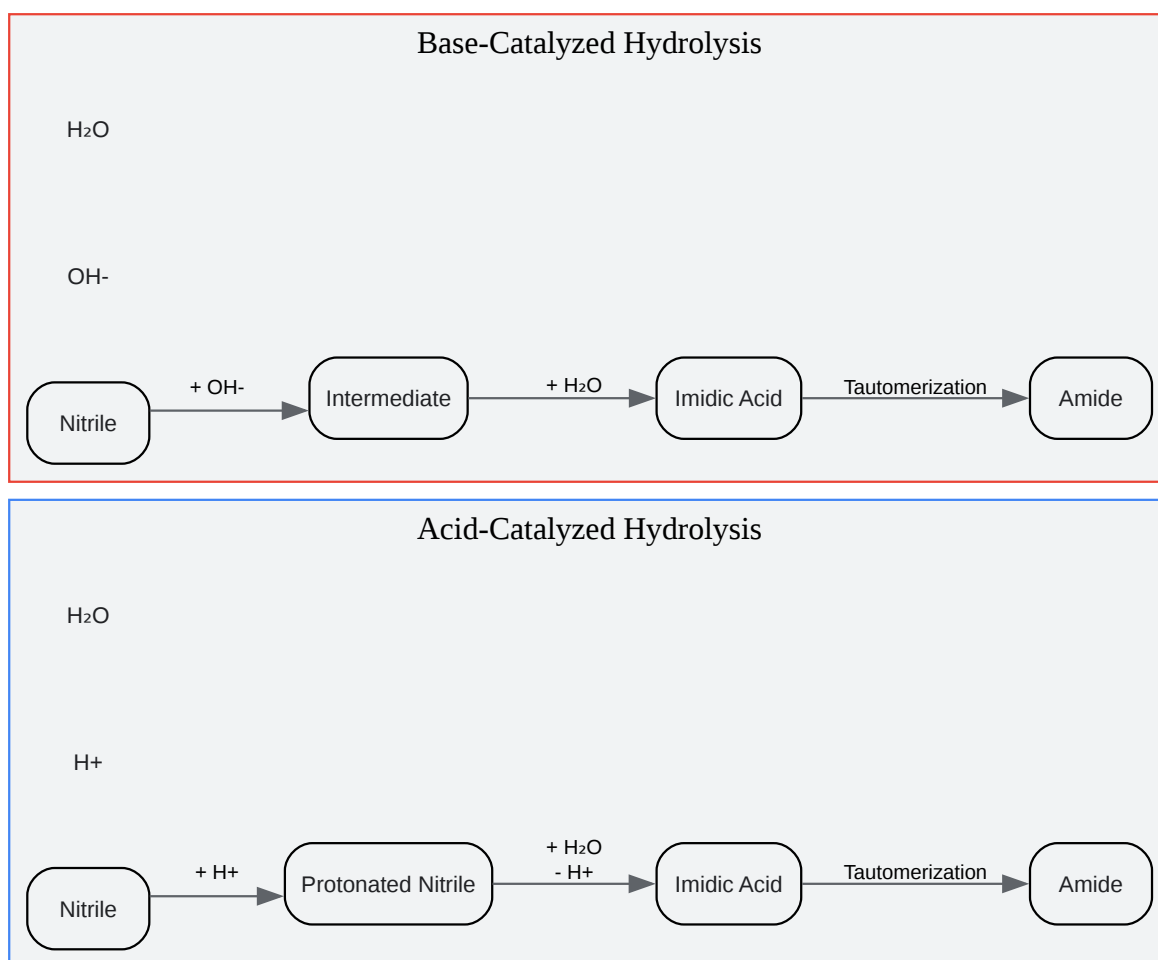 Base-Catalyzed Hydrolysis
H₂O
OH-
+ OH-
+ H₂O
Tautomerization
Nitrile
Intermediate
Imidic Acid
Amide
Acid-Catalyzed Hydrolysis
H₂O
H+
+ H+
+ H₂O
- H+
Tautomerization
Nitrile
Protonated Nitrile
Imidic Acid
Amide